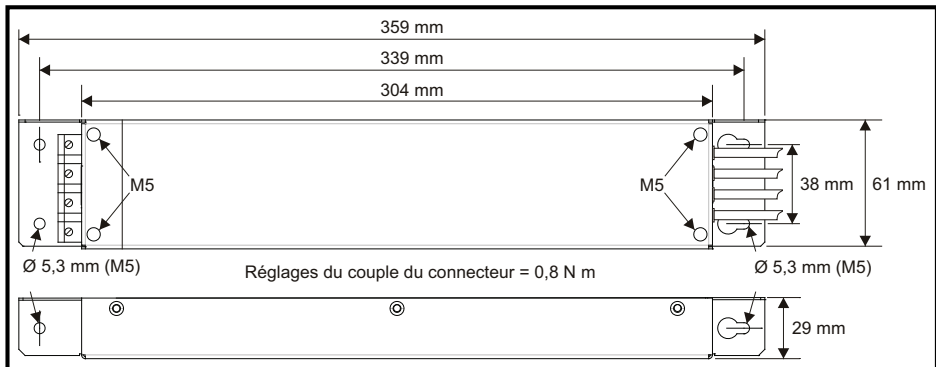 359 mm
339 mm
304 mm
M5
M5
38 mm
61 mm
Ø 5,3 mm (M5)
Réglages du couple du connecteur = 0,8 N m
Ø 5,3 mm (M5)
29 mm